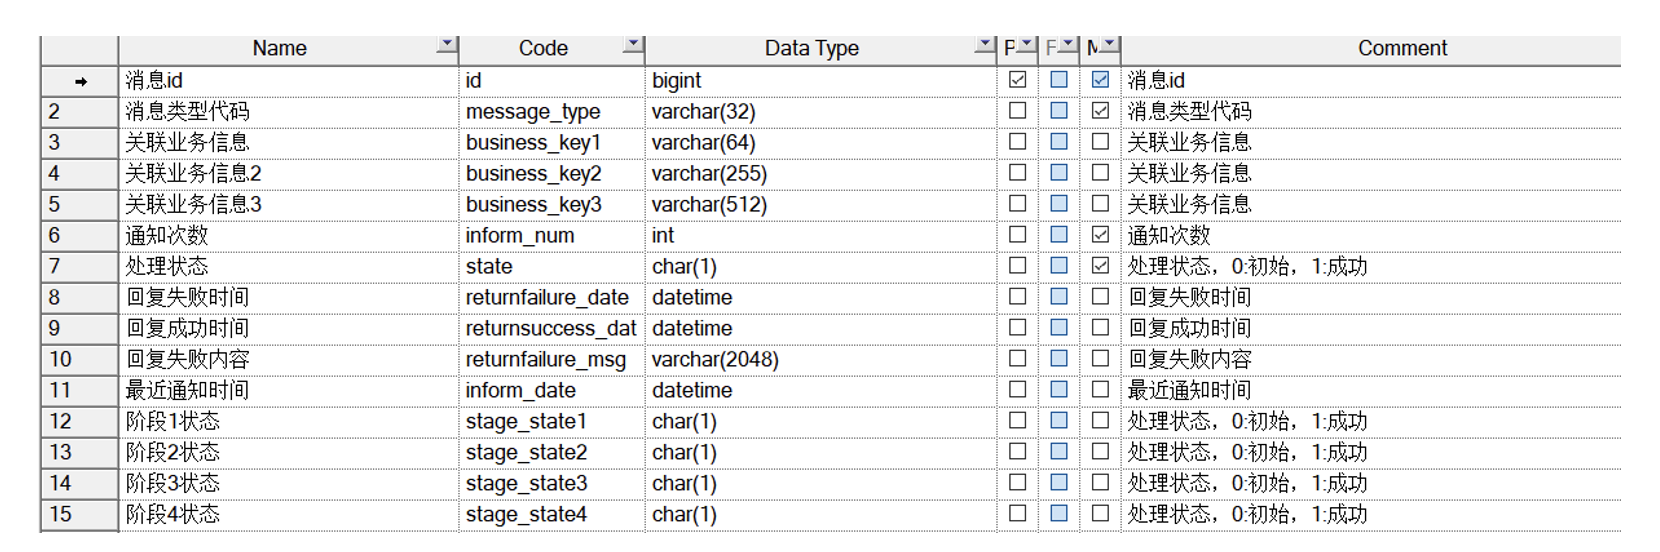 Name Code Data Type P F M Comment
消息id id bigint 消息id
2 消息类型代码 message_type varchar(32) 消息类型代码
3 关联业务信息 business_key1 varchar(64) 关联业务信息
4 关联业务信息2 business_key2 varchar(255) 关联业务信息
5 关联业务信息3 business_key3 varchar(512) 关联业务信息
6 通知次数 inform_num int 通知次数
7 处理状态 state char(1) 处理状态，0:初始，1:成功
8 回复失败时间 returnfailure_date datetime 回复失败时间
9 回复成功时间 returnsuccess_dat datetime 回复成功时间
10 回复失败内容 returnfailure_msg varchar(2048) 回复失败内容
11 最近通知时间 inform_date datetime 最近通知时间
12 阶段1状态 stage_state1 char(1) 处理状态，0:初始，1:成功
13 阶段2状态 stage_state2 char(1) 处理状态，0:初始，1:成功
14 阶段3状态 stage_state3 char(1) 处理状态，0:初始，1:成功
15 阶段4状态 stage_state4 char(1) 处理状态，0:初始，1:成功